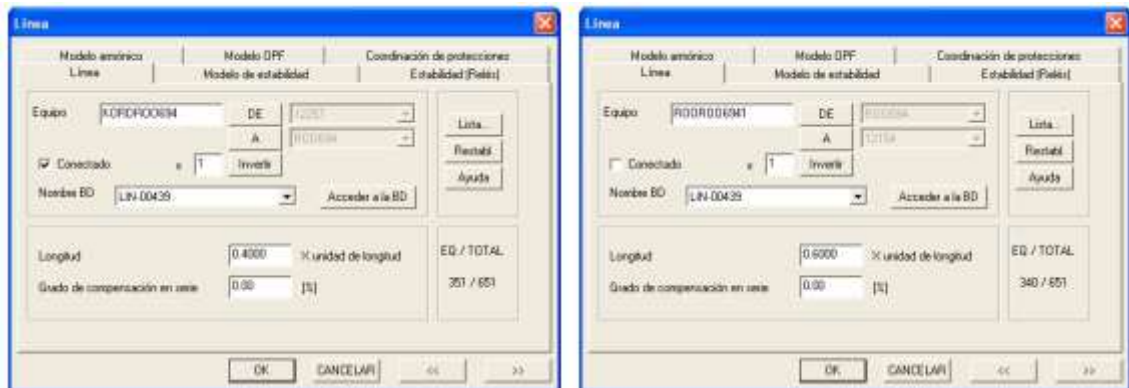 Línea
Modelo armónico Modelo OPF Coordinación de protecciones
Línea Modelo de estabilidad Estabilidad (Relés)
Equipo DE
A
Conectado x 1 Invertir
Nombre BD LIN-00439 Acceder a la BD
Lista...
Restabl
Ayuda
Longitud 0.4000 X unidad de longitud
Grado de compensación en serie 0.00 [%]
EQ / TOTAL
351 / 651
OK CANCELAR << >>
Línea
Modelo armónico Modelo OPF Coordinación de protecciones
Línea Modelo de estabilidad Estabilidad (Relés)
Equipo DE
A
Conectado x 1 Invertir
Nombre BD LIN-00439 Acceder a la BD
Lista...
Restabl
Ayuda
Longitud 0.6000 X unidad de longitud
Grado de compensación en serie 0.00 [%]
EQ / TOTAL
340 / 651
OK CANCELAR << >>